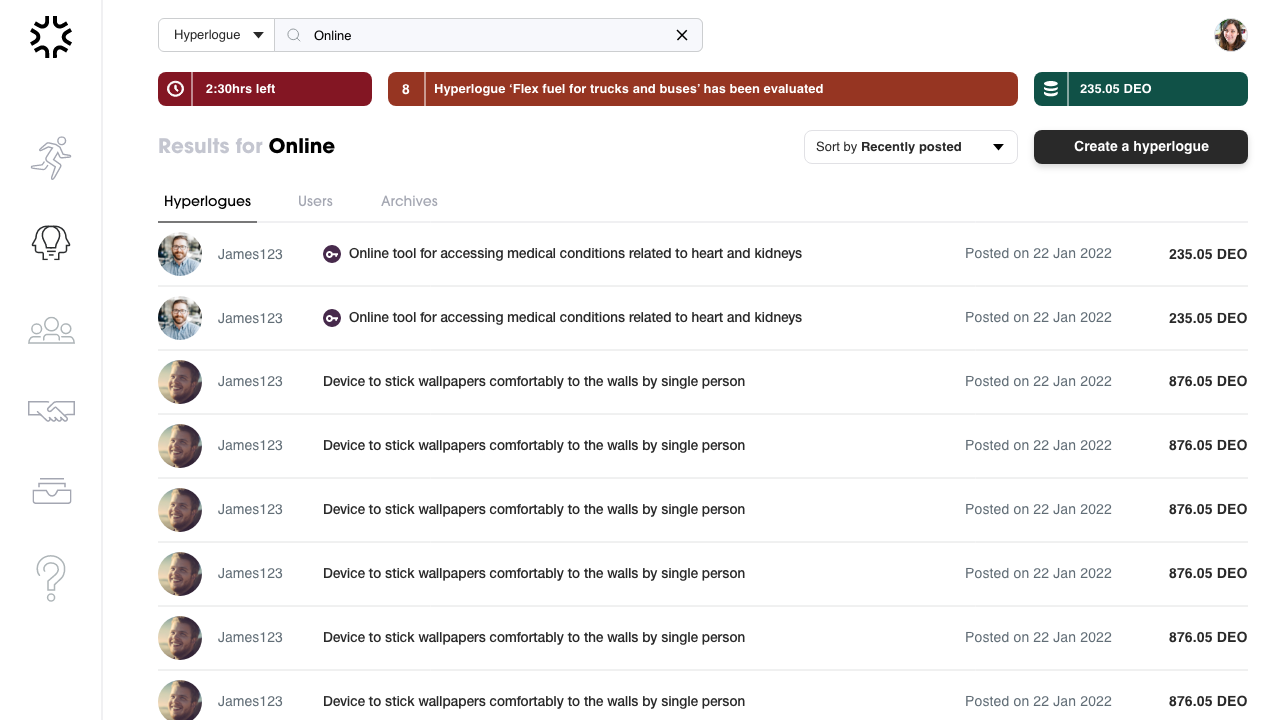 Hyperlogue
Online
2:30hrs left
8
Hyperlogue ‘Flex fuel for trucks and buses’ has been evaluated
235.05 DEO
Results for Online
Sort by Recently posted
Create a hyperlogue
Hyperlogues
Users
Archives
James123 Online tool for accessing medical conditions related to heart and kidneys Posted on 22 Jan 2022 235.05 DEO
James123 Online tool for accessing medical conditions related to heart and kidneys Posted on 22 Jan 2022 235.05 DEO
James123 Device to stick wallpapers comfortably to the walls by single person Posted on 22 Jan 2022 876.05 DEO
James123 Device to stick wallpapers comfortably to the walls by single person Posted on 22 Jan 2022 876.05 DEO
James123 Device to stick wallpapers comfortably to the walls by single person Posted on 22 Jan 2022 876.05 DEO
James123 Device to stick wallpapers comfortably to the walls by single person Posted on 22 Jan 2022 876.05 DEO
James123 Device to stick wallpapers comfortably to the walls by single person Posted on 22 Jan 2022 876.05 DEO
James123 Device to stick wallpapers comfortably to the walls by single person Posted on 22 Jan 2022 876.05 DEO